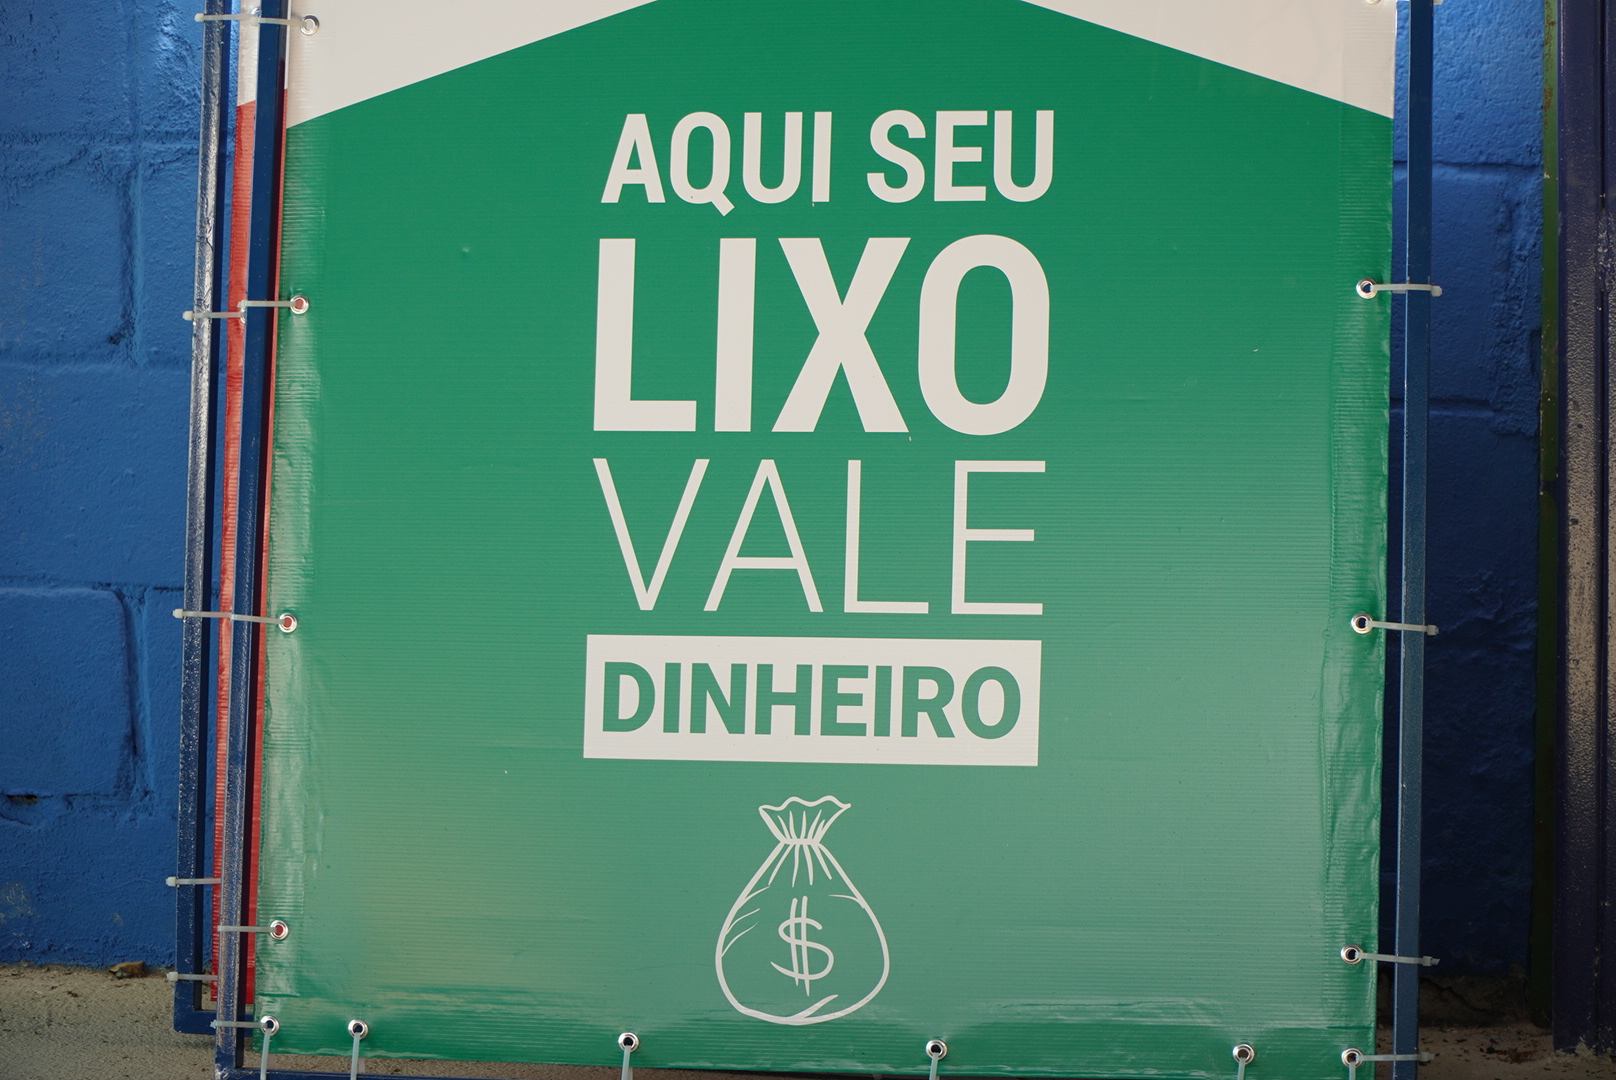 AQUI SEU
LIXO
VALE
DINHEIRO
$